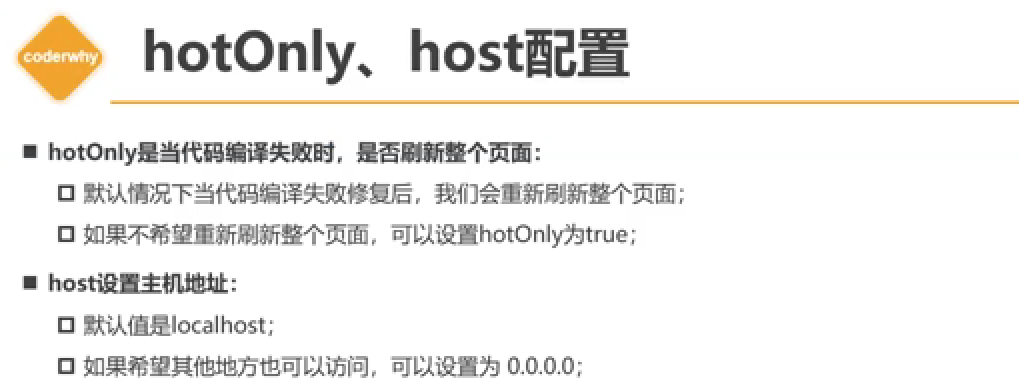 coderwhy
hotOnly、host配置
■ hotOnly是当代码编译失败时，是否刷新整个页面：
□ 默认情况下当代码编译失败修复后，我们会重新刷新整个页面；
□ 如果不希望重新刷新整个页面，可以设置hotOnly为true；
■ host设置主机地址：
□ 默认值是localhost；
□ 如果希望其他地方也可以访问，可以设置为 0.0.0.0；